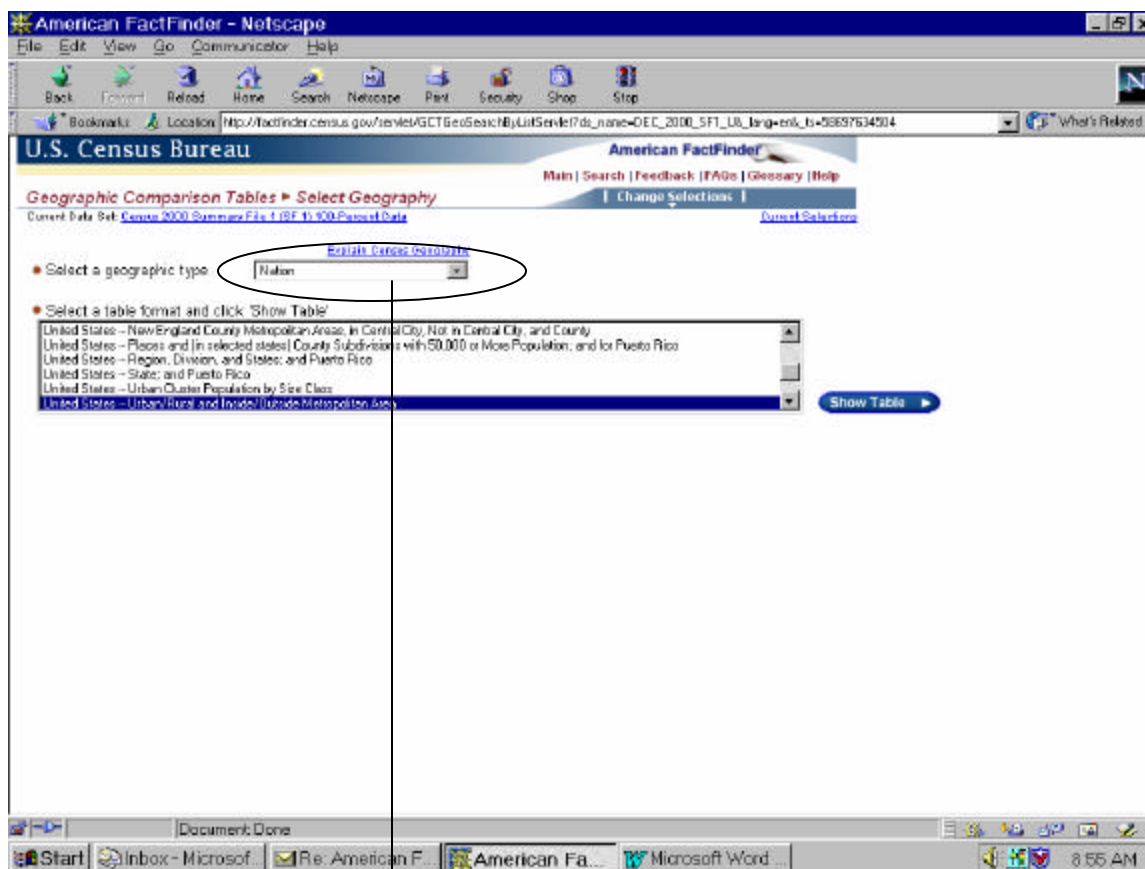 American FactFinder - Netscape
File Edit View Go Communicator Help
Back Forward Reload Home Search Netscape Print Security Shop Stop
Bookmarks Location http://factfinder.census.gov/servlet/GCTGeoSearchByListServlet?ds_name=DEC_2000_SF1_U&_lang=en&_ts=58697634504 What's Related
U.S. Census Bureau
American FactFinder
Main | Search | Feedback | FAQs | Glossary | Help
Geographic Comparison Tables ► Select Geography
| Change Selections |
Current Data Set: Census 2000 Summary File 1 (SF 1) 100-Percent Data
Current Selections
Explain Census Geography
Select a geographic type
Nation
Select a table format and click 'Show Table'
United States -- New England County Metropolitan Areas, in Central City, Not in Central City, and County
United States -- Places and [in selected states] County Subdivisions with 50,000 or More Population; and for Puerto Rico
United States -- Region, Division, and States; and Puerto Rico
United States -- State; and Puerto Rico
United States -- Urban Cluster Population by Size Class
United States -- Urban/Rural and Inside/Outside Metropolitan Area
Show Table ►
Document: Done
Start Inbox - Microsof... Re: American F... American Fa... Microsoft Word ... 8:55 AM